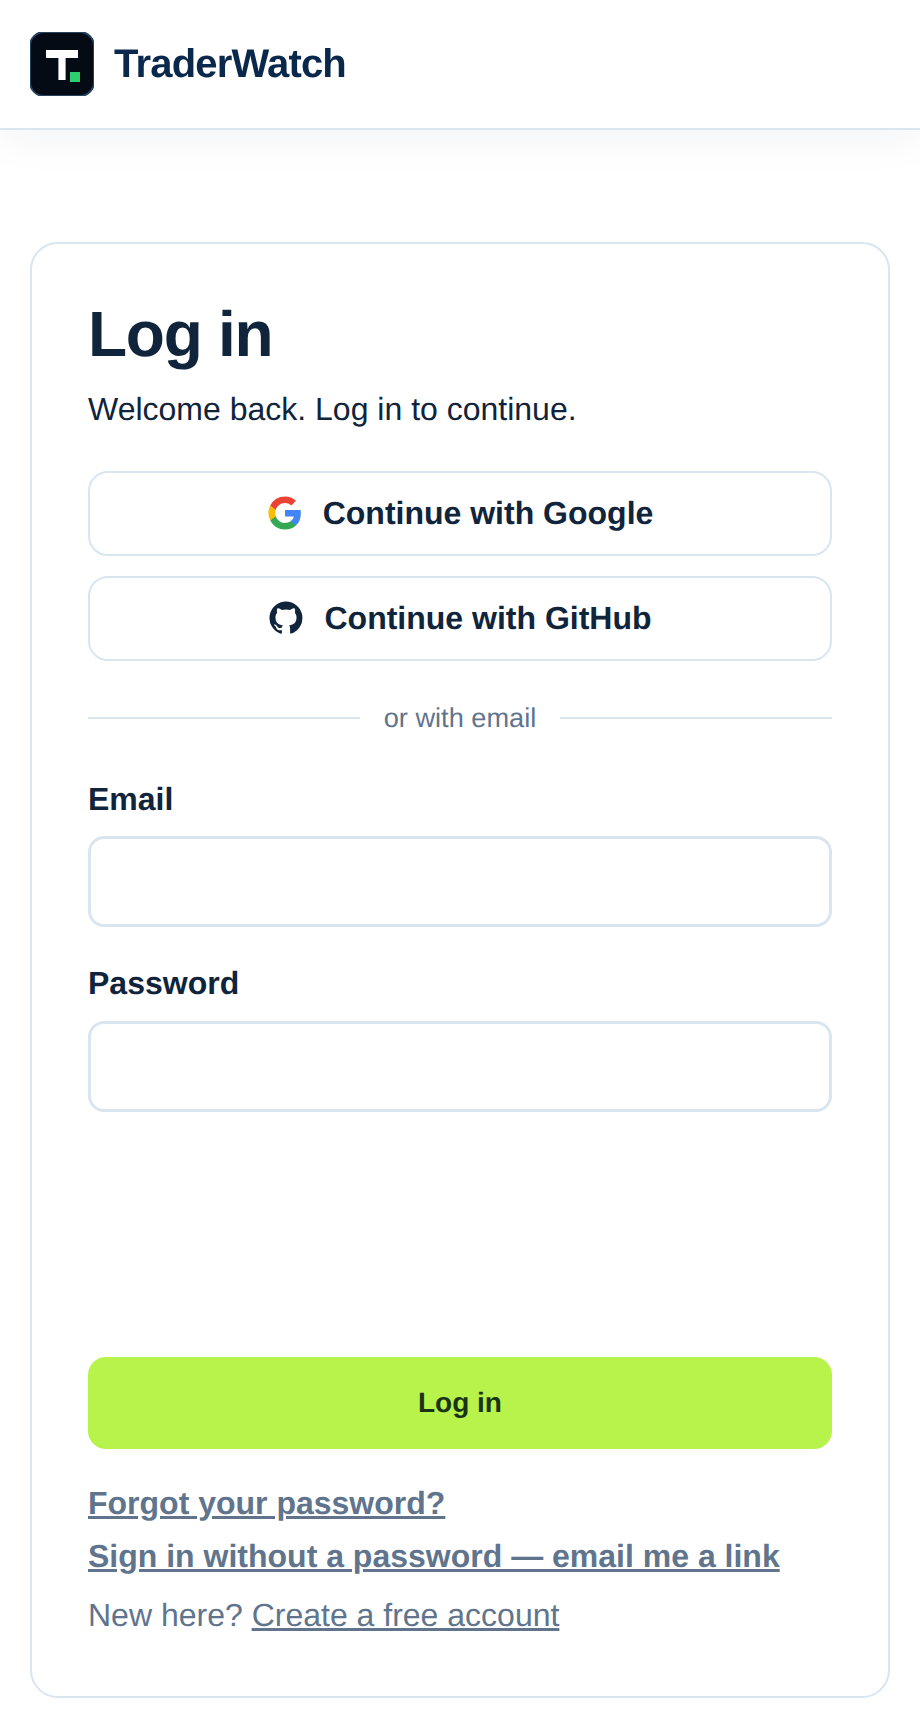 TraderWatch
Log in
Welcome back. Log in to continue.
Continue with Google
Continue with GitHub
or with email
Email
Password
Log in
Forgot your password?
Sign in without a password — email me a link
New here? Create a free account